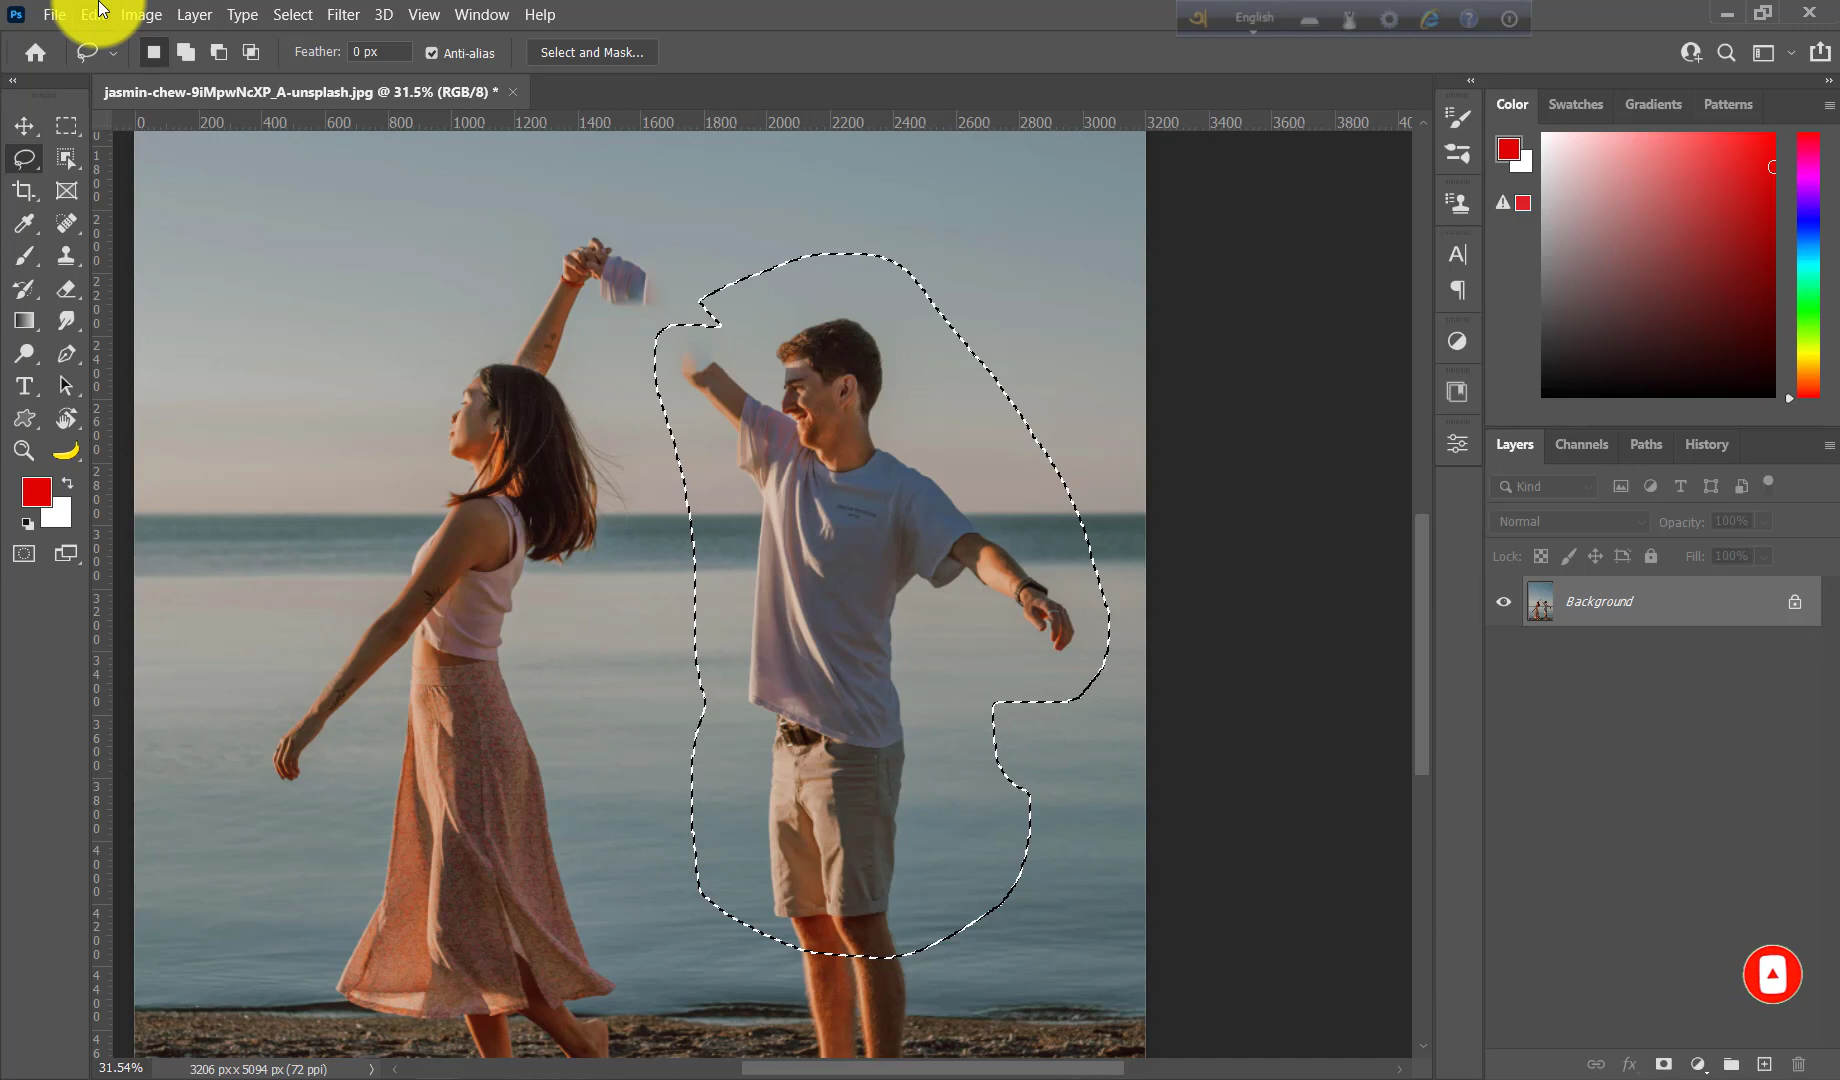 Ps File Edit Image Layer Type Select Filter 3D View Window Help
English
Feather: 0 px Anti-alias Select and Mask...
jasmin-chew-9iMpwNcXP_A-unsplash.jpg @ 31.5% (RGB/8) *
0 200 400 600 800 1000 1200 1400 1600 1800 2000 2200 2400 2600 2800 3000 3200 3400 3600 3800
Color Swatches Gradients Patterns
Layers Channels Paths History
Kind
Normal Opacity: 100%
Lock: Fill: 100%
Background
31.54% 3206 px x 5094 px (72 ppi)